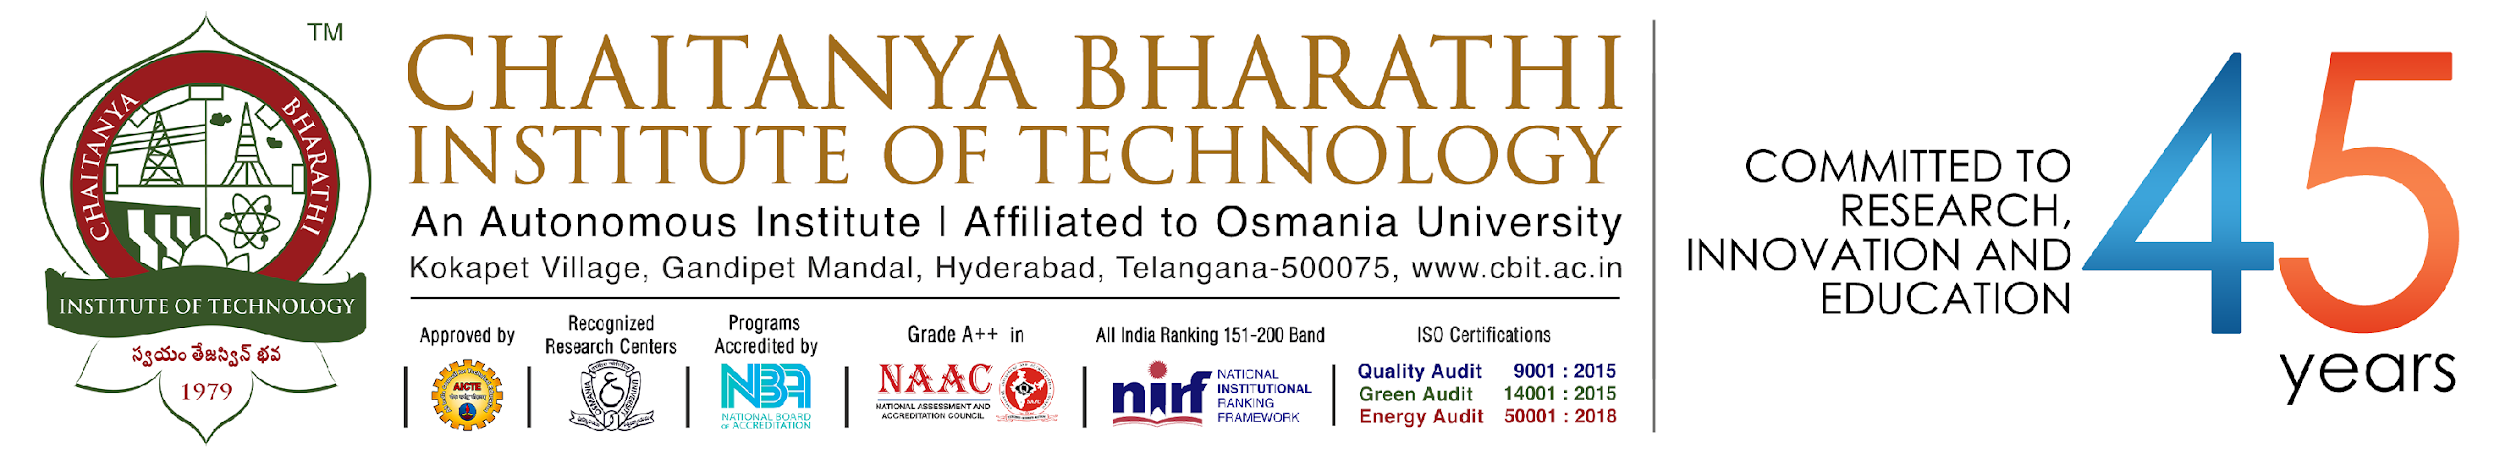 TM
CHAITANYA BHARATHI
INSTITUTE OF TECHNOLOGY
స్వయం తేజస్విన్ భవ
1979
CHAITANYA BHARATHI
INSTITUTE OF TECHNOLOGY
An Autonomous Institute | Affiliated to Osmania University
Kokapet Village, Gandipet Mandal, Hyderabad, Telangana-500075, www.cbit.ac.in
Approved by
AICTE
Recognized
Research Centers
Programs
Accredited by
NBA
NATIONAL BOARD
OF ACCREDITATION
Grade A++ in
NAAC
NATIONAL ASSESSMENT AND
ACCREDITATION COUNCIL
All India Ranking 151-200 Band
nirf
NATIONAL
INSTITUTIONAL
RANKING
FRAMEWORK
ISO Certifications
Quality Audit 9001 : 2015
Green Audit 14001 : 2015
Energy Audit 50001 : 2018
COMMITTED TO
RESEARCH,
INNOVATION AND
EDUCATION
45
years